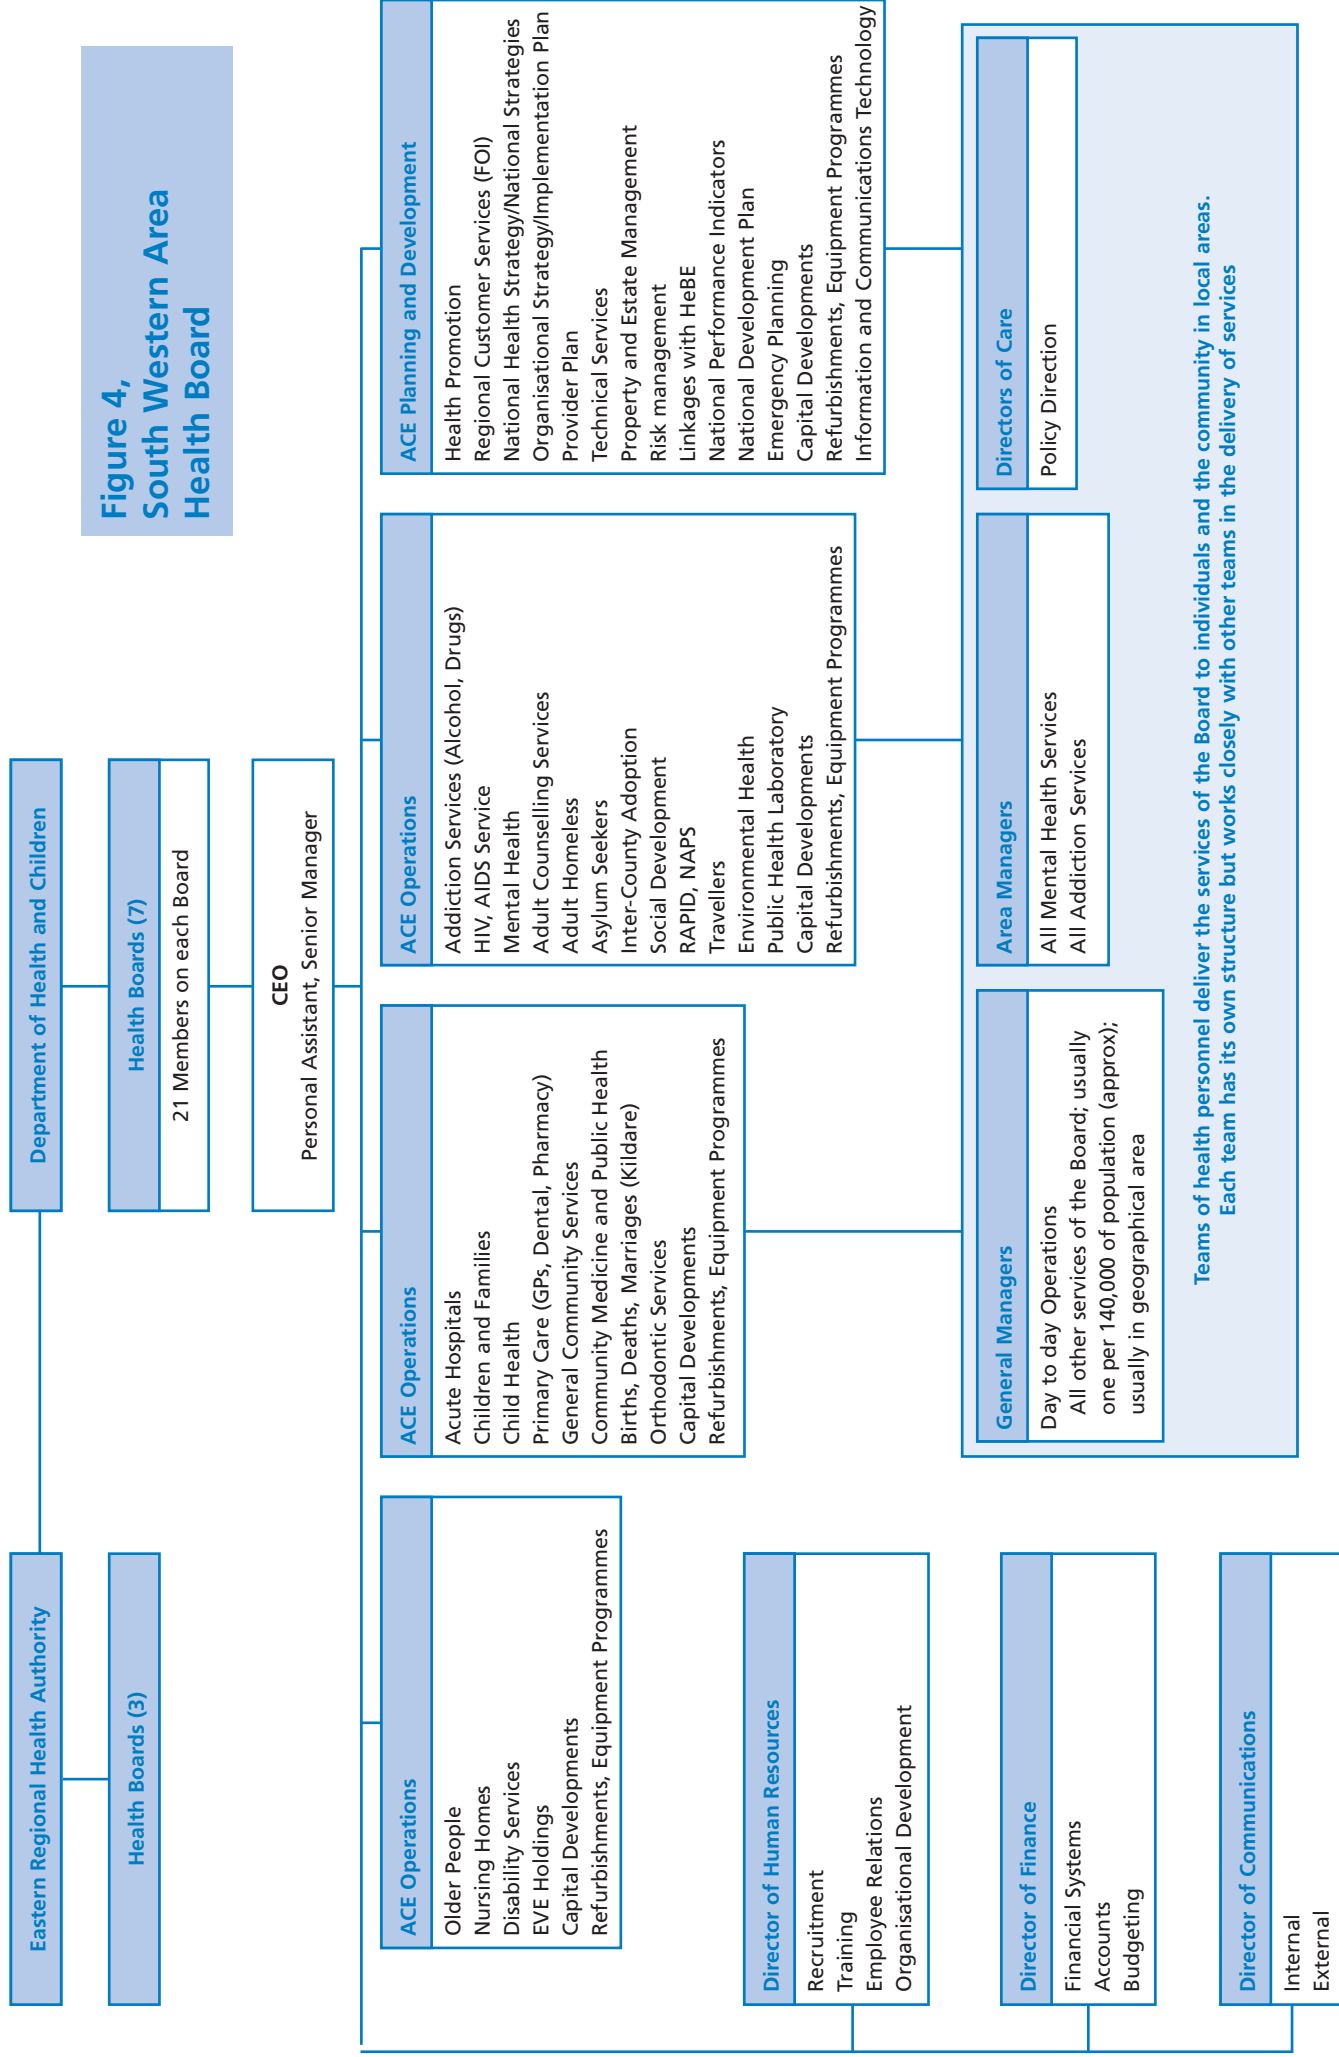 Figure 4,
South Western Area
Health Board
Eastern Regional Health Authority
Department of Health and Children
Health Boards (3)
Health Boards (7)
21 Members on each Board
CEO
Personal Assistant, Senior Manager
ACE Operations
Older People
Nursing Homes
Disability Services
EVE Holdings
Capital Developments
Refurbishments, Equipment Programmes
ACE Operations
Acute Hospitals
Children and Families
Child Health
Primary Care (GPs, Dental, Pharmacy)
General Community Services
Community Medicine and Public Health
Births, Deaths, Marriages (Kildare)
Orthodontic Services
Capital Developments
Refurbishments, Equipment Programmes
ACE Operations
Addiction Services (Alcohol, Drugs)
HIV, AIDS Service
Mental Health
Adult Counselling Services
Adult Homeless
Asylum Seekers
Inter-County Adoption
Social Development
RAPID, NAPS
Travellers
Environmental Health
Public Health Laboratory
Capital Developments
Refurbishments, Equipment Programmes
ACE Planning and Development
Health Promotion
Regional Customer Services (FOI)
National Health Strategy/National Strategies
Organisational Strategy/Implementation Plan
Provider Plan
Technical Services
Property and Estate Management
Risk management
Linkages with HeBE
National Performance Indicators
National Development Plan
Emergency Planning
Capital Developments
Refurbishments, Equipment Programmes
Information and Communications Technology
Director of Human Resources
Recruitment
Training
Employee Relations
Organisational Development
Director of Finance
Financial Systems
Accounts
Budgeting
Director of Communications
Internal
External
General Managers
Day to day Operations
All other services of the Board; usually
one per 140,000 of population (approx);
usually in geographical area
Area Managers
All Mental Health Services
All Addiction Services
Directors of Care
Policy Direction
Teams of health personnel deliver the services of the Board to individuals and the community in local areas.
Each team has its own structure but works closely with other teams in the delivery of services